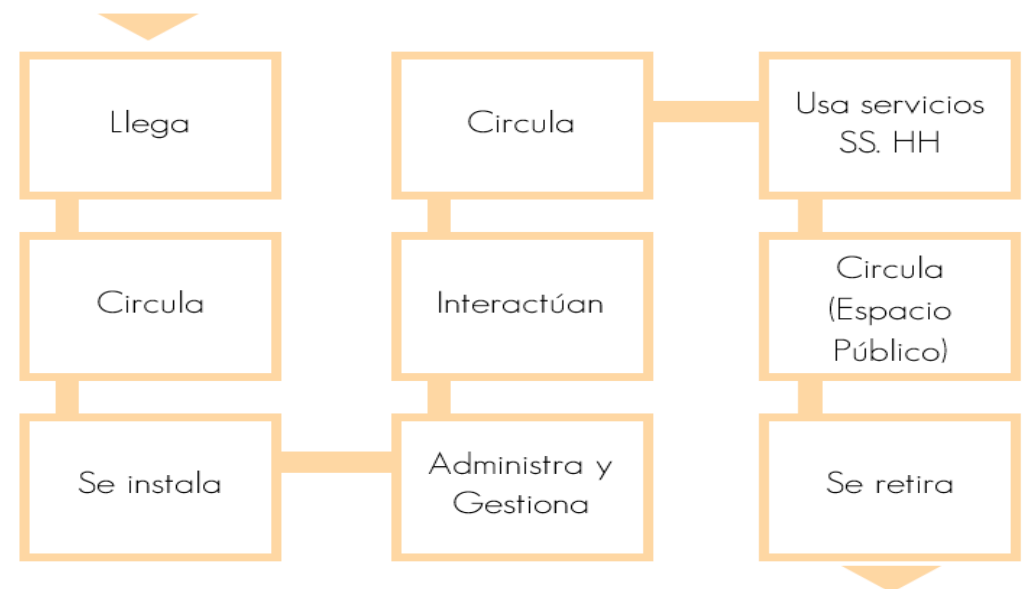 Llega
Circula
Se instala
Administra y
Gestiona
Interactúan
Circula
Usa servicios
SS. HH
Circula
(Espacio
Público)
Se retira